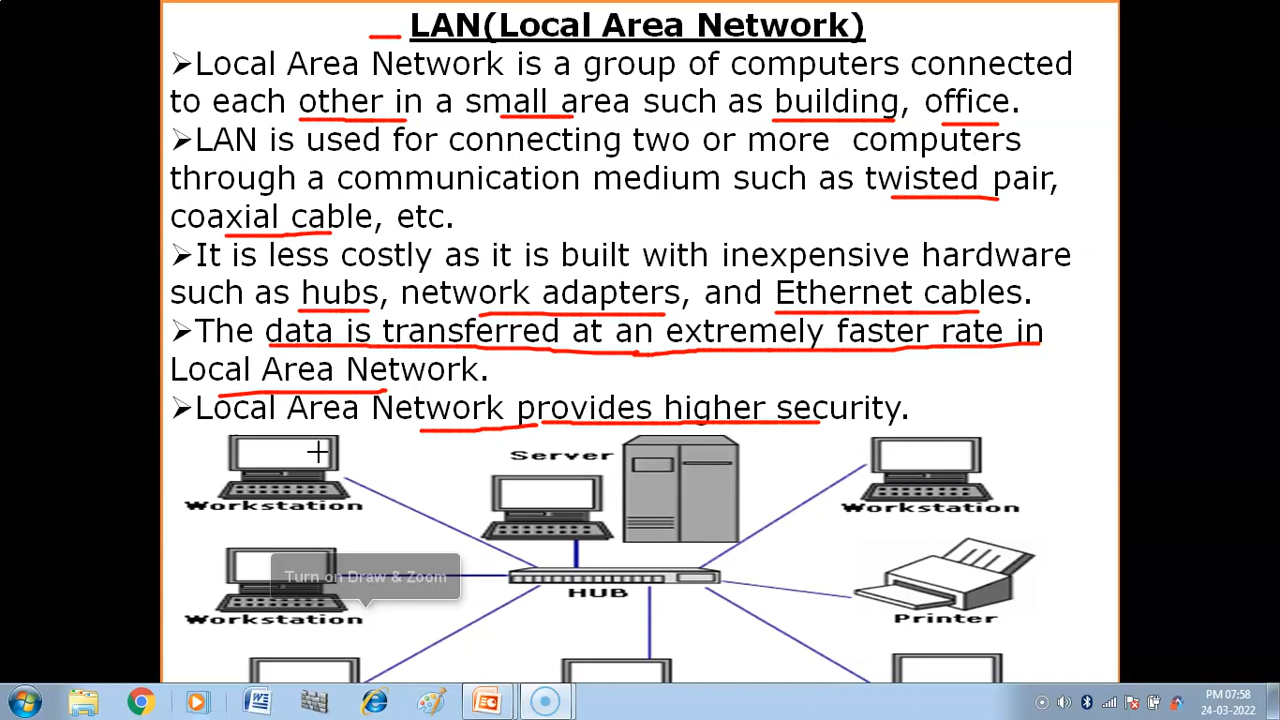 LAN(Local Area Network)
➢Local Area Network is a group of computers connected
to each other in a small area such as building, office.
➢LAN is used for connecting two or more computers
through a communication medium such as twisted pair,
coaxial cable, etc.
➢It is less costly as it is built with inexpensive hardware
such as hubs, network adapters, and Ethernet cables.
➢The data is transferred at an extremely faster rate in
Local Area Network.
➢Local Area Network provides higher security.
Server
Workstation
Workstation
Turn on Draw & Zoom
HUB
Workstation
Printer
PM 07:58
24-03-2022